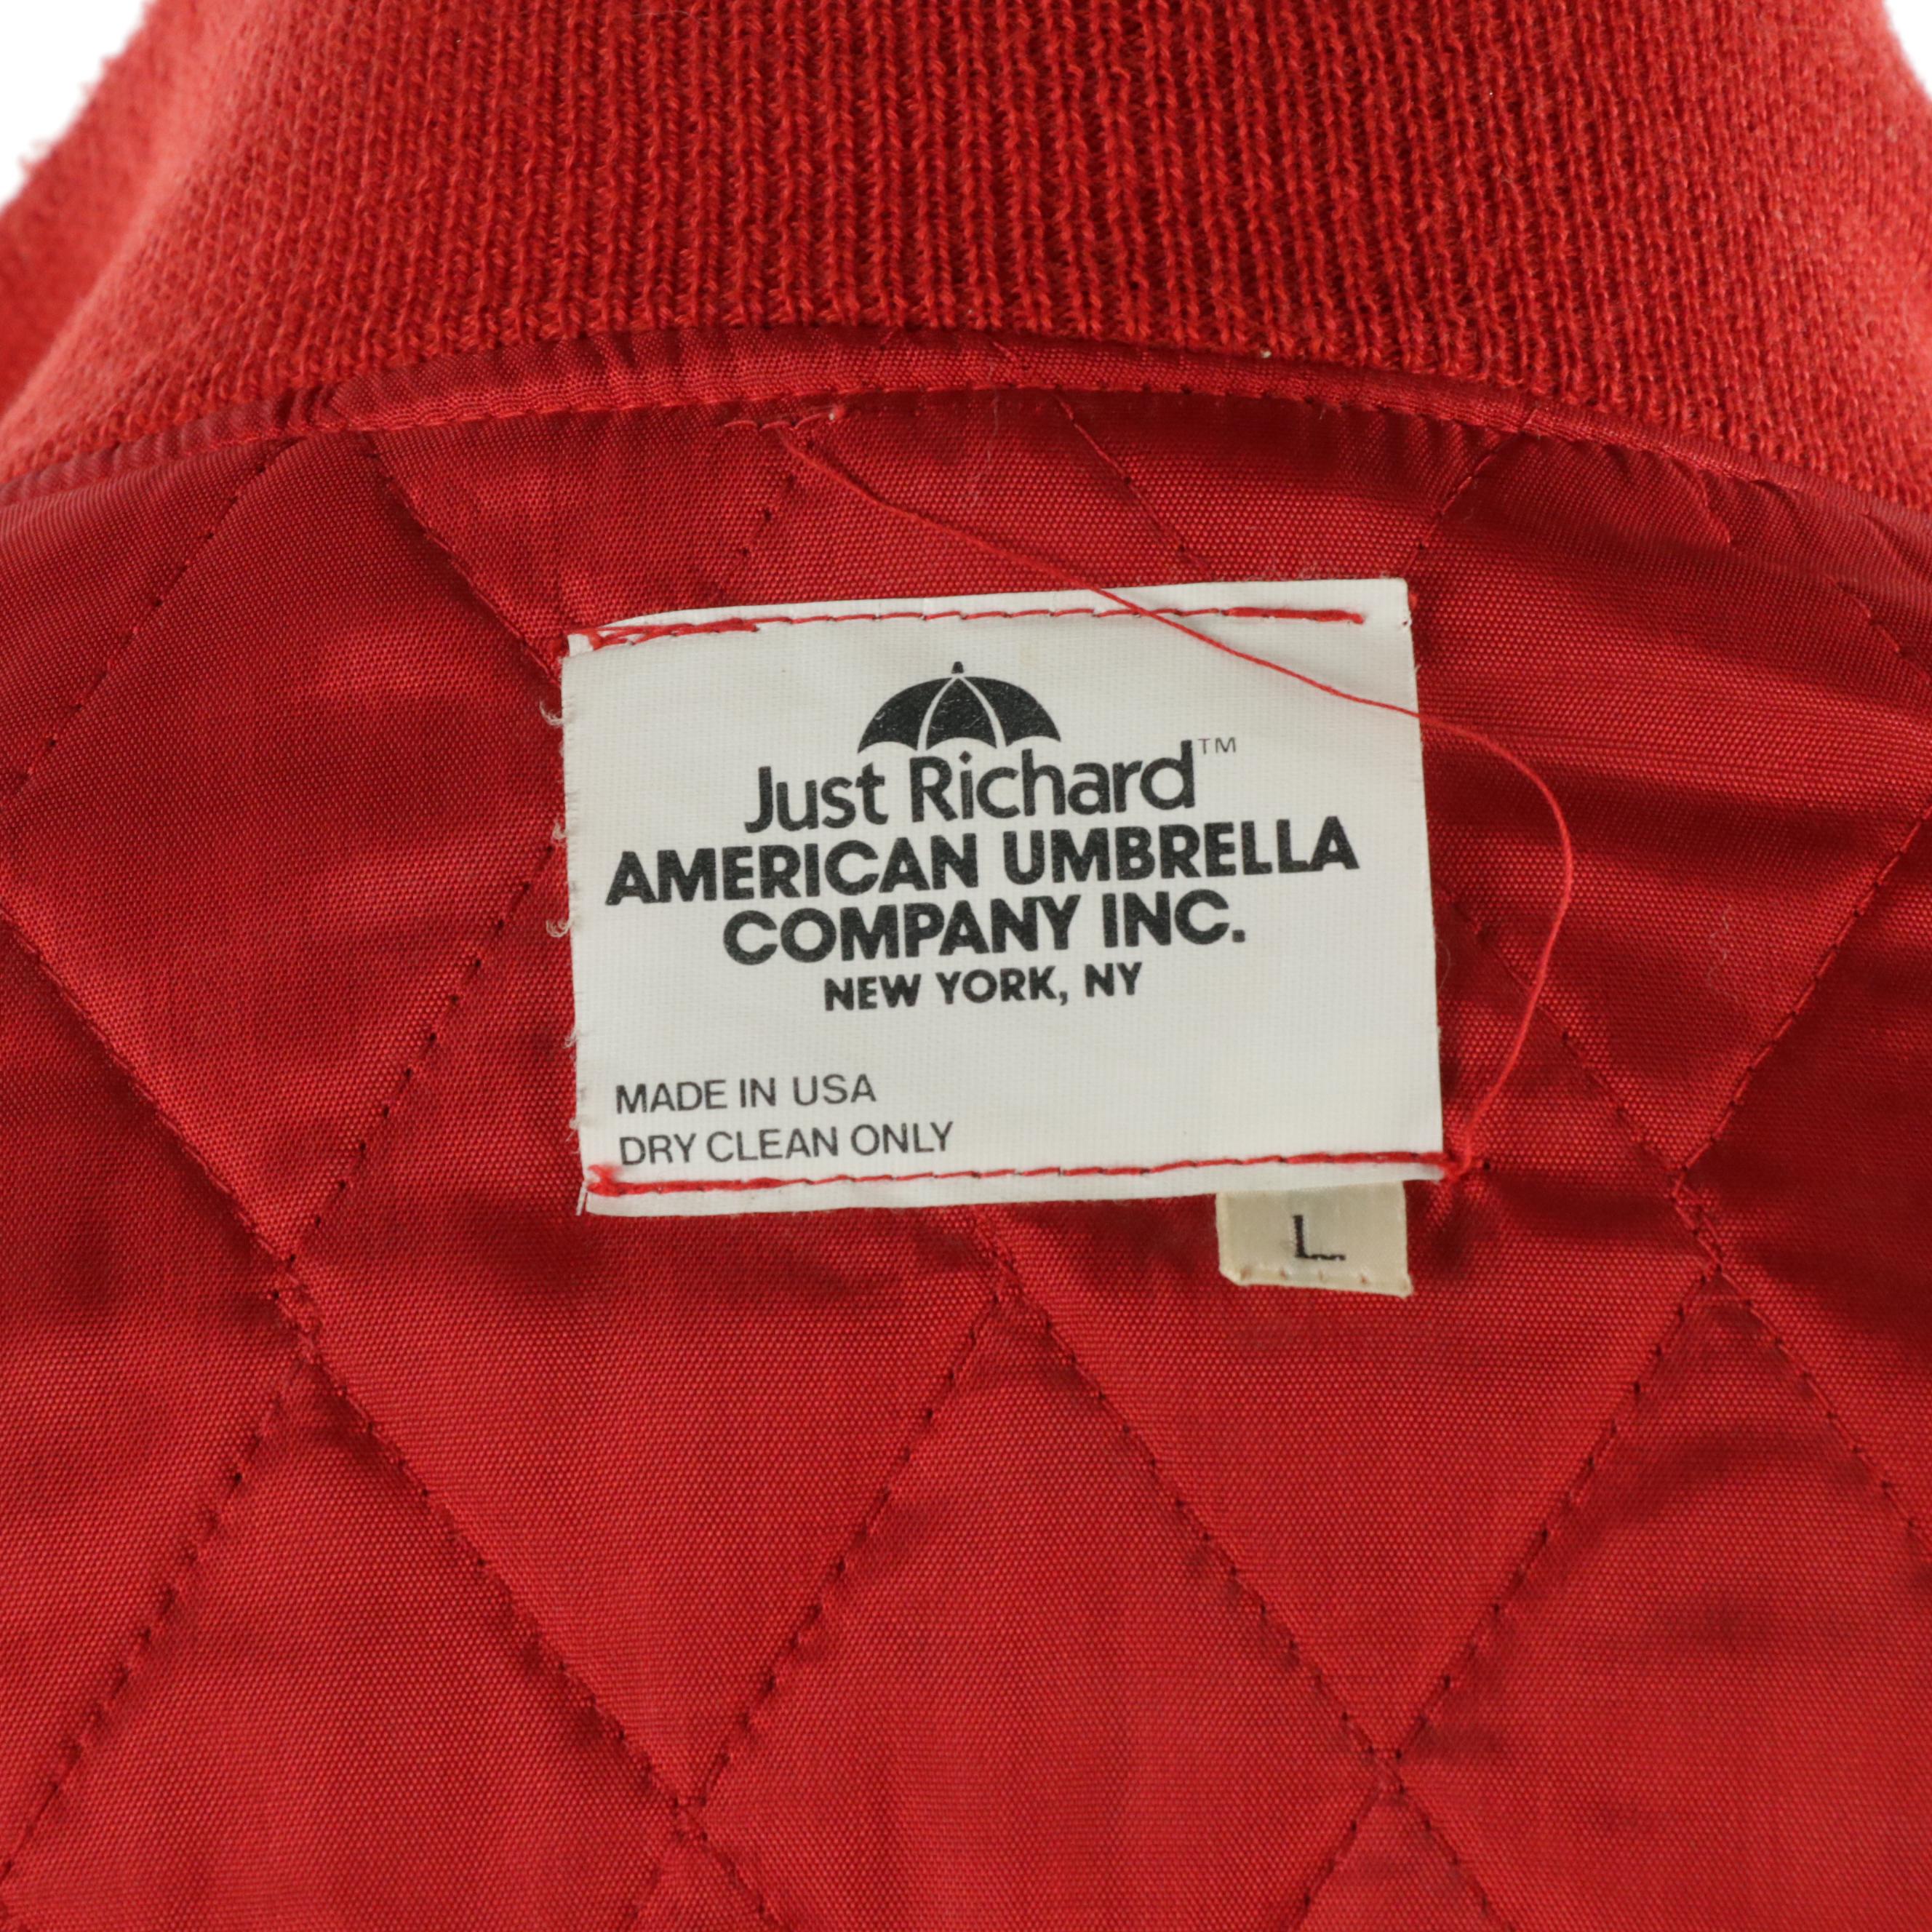 Just Richard™
AMERICAN UMBRELLA
COMPANY INC.
NEW YORK, NY
MADE IN USA
DRY CLEAN ONLY
L